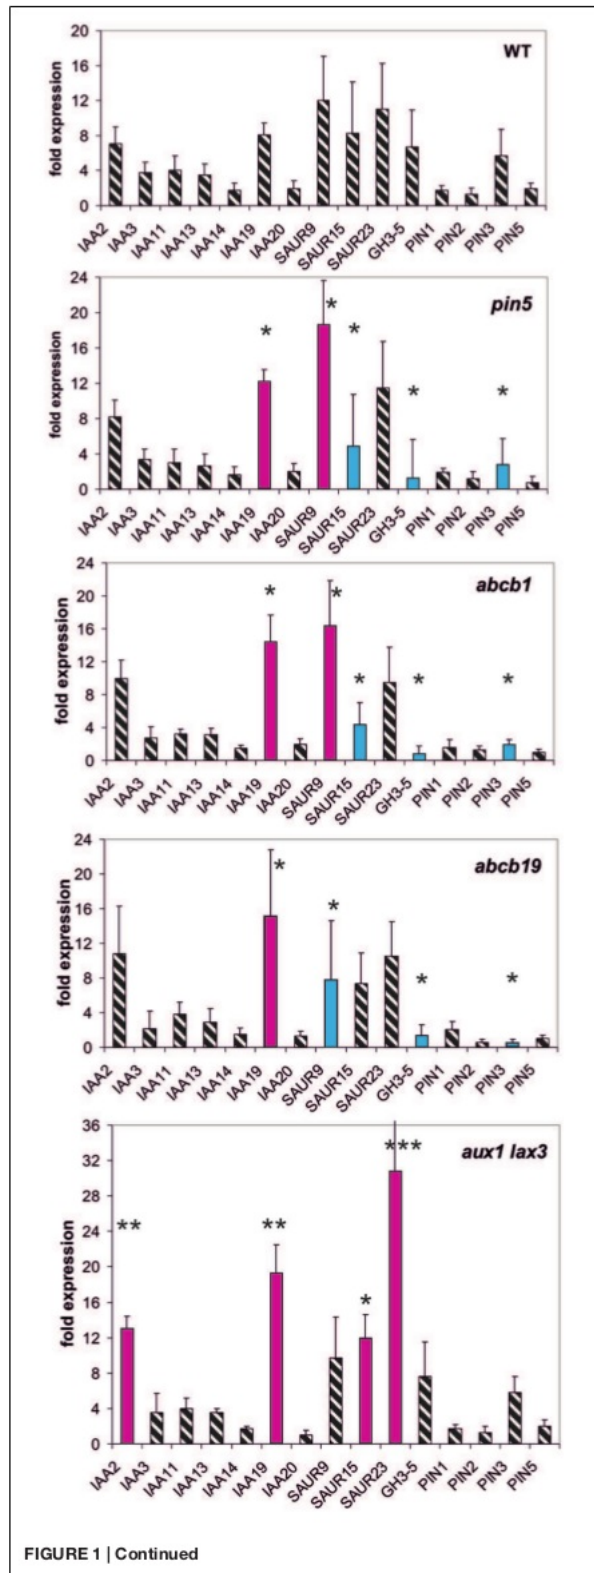 20
16
12
8
4
0
fold expression
WT
IAA2
IAA3
IAA11
IAA13
IAA14
IAA19
IAA20
SAUR9
SAUR15
SAUR23
GH3-5
PIN1
PIN2
PIN3
PIN5
24
20
16
12
8
4
0
fold expression
pin5
*
*
*
*
*
IAA2
IAA3
IAA11
IAA13
IAA14
IAA19
IAA20
SAUR9
SAUR15
SAUR23
GH3-5
PIN1
PIN2
PIN3
PIN5
24
20
16
12
8
4
0
fold expression
abcb1
*
*
*
*
*
IAA2
IAA3
IAA11
IAA13
IAA14
IAA19
IAA20
SAUR9
SAUR15
SAUR23
GH3-5
PIN1
PIN2
PIN3
PIN5
24
20
16
12
8
4
0
fold expression
abcb19
*
*
*
*
IAA2
IAA3
IAA11
IAA13
IAA14
IAA19
IAA20
SAUR9
SAUR15
SAUR23
GH3-5
PIN1
PIN2
PIN3
PIN5
36
32
28
24
20
16
12
8
4
0
fold expression
aux1 lax3
**
**
*
***
IAA2
IAA3
IAA11
IAA13
IAA14
IAA19
IAA20
SAUR9
SAUR15
SAUR23
GH3-5
PIN1
PIN2
PIN3
PIN5
FIGURE 1 | Continued